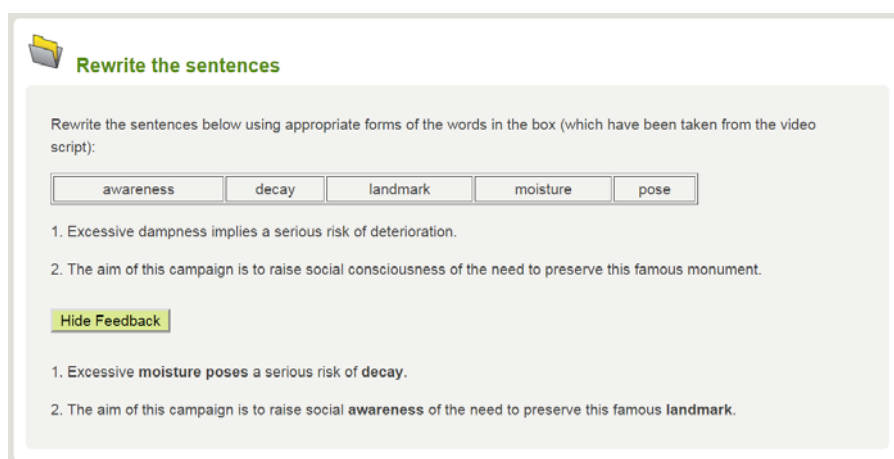 Rewrite the sentences
Rewrite the sentences below using appropriate forms of the words in the box (which have been taken from the video
script):
awareness decay landmark moisture pose
1. Excessive dampness implies a serious risk of deterioration.
2. The aim of this campaign is to raise social consciousness of the need to preserve this famous monument.
Hide Feedback
1. Excessive moisture poses a serious risk of decay.
2. The aim of this campaign is to raise social awareness of the need to preserve this famous landmark.